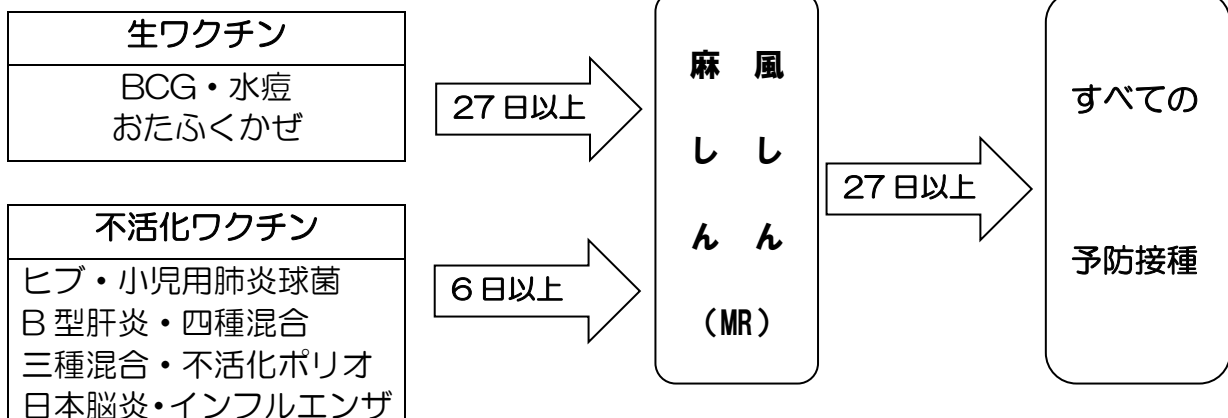 生ワクチン
BCG・水痘
おたふくかぜ
27日以上
不活化ワクチン
ヒブ・小児用肺炎球菌
B型肝炎・四種混合
三種混合・不活化ポリオ
日本脳炎・インフルエンザ
6日以上
風しん
麻しん
(MR)
27日以上
すべての
予防接種